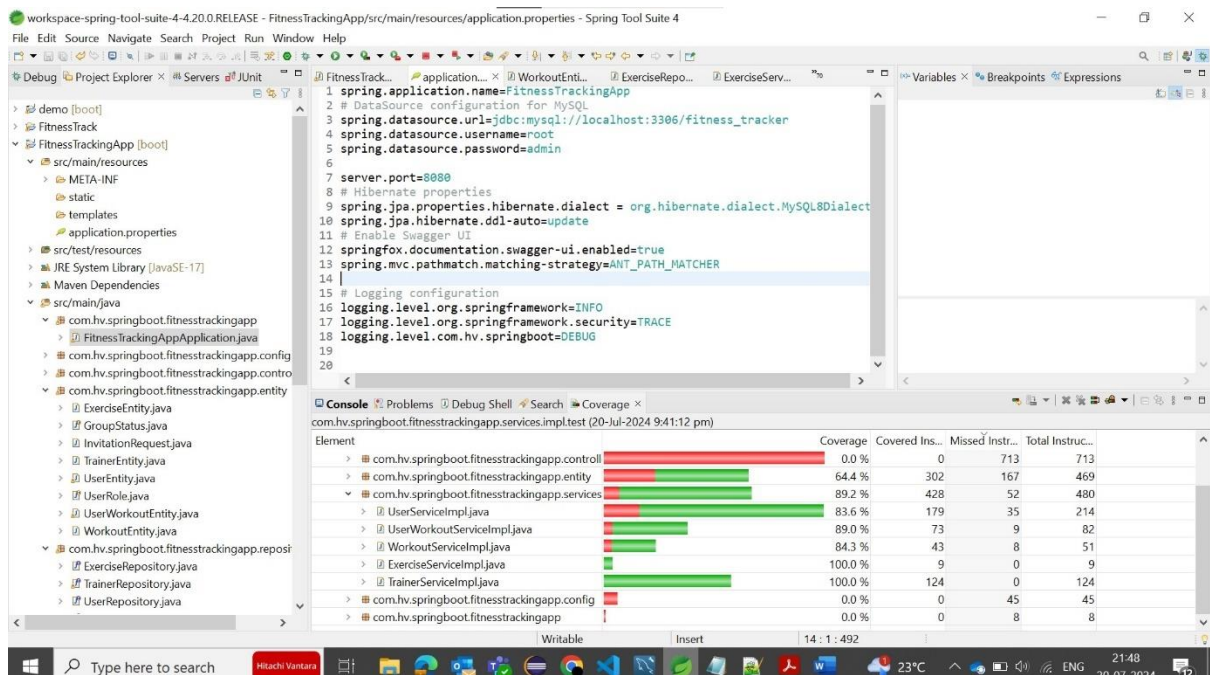 workspace-spring-tool-suite-4-4.20.0.RELEASE - FitnessTrackingApp/src/main/resources/application.properties - Spring Tool Suite 4
File Edit Source Navigate Search Project Run Window Help
Debug Project Explorer × Servers JUnit
demo [boot]
FitnessTrack
FitnessTrackingApp [boot]
src/main/resources
META-INF
static
templates
application.properties
src/test/resources
JRE System Library [JavaSE-17]
Maven Dependencies
src/main/java
com.hv.springboot.fitnesstrackingapp
FitnessTrackingAppApplication.java
com.hv.springboot.fitnesstrackingapp.config
com.hv.springboot.fitnesstrackingapp.contro
com.hv.springboot.fitnesstrackingapp.entity
ExerciseEntity.java
GroupStatus.java
InvitationRequest.java
TrainerEntity.java
UserEntity.java
UserRole.java
UserWorkoutEntity.java
WorkoutEntity.java
com.hv.springboot.fitnesstrackingapp.reposi
ExerciseRepository.java
TrainerRepository.java
UserRepository.java
FitnessTrack... application.... × WorkoutEnti... ExerciseRepo... ExerciseServ...
1 spring.application.name=FitnessTrackingApp
2 # DataSource configuration for MySQL
3 spring.datasource.url=jdbc:mysql://localhost:3306/fitness_tracker
4 spring.datasource.username=root
5 spring.datasource.password=admin
6
7 server.port=8080
8 # Hibernate properties
9 spring.jpa.properties.hibernate.dialect = org.hibernate.dialect.MySQL8Dialect
10 spring.jpa.hibernate.ddl-auto=update
11 # Enable Swagger UI
12 springfox.documentation.swagger-ui.enabled=true
13 spring.mvc.pathmatch.matching-strategy=ANT_PATH_MATCHER
14
15 # Logging configuration
16 logging.level.org.springframework=INFO
17 logging.level.org.springframework.security=TRACE
18 logging.level.com.hv.springboot=DEBUG
19
20
Variables × Breakpoints Expressions
Console Problems Debug Shell Search Coverage ×
com.hv.springboot.fitnesstrackingapp.services.impl.test (20-Jul-2024 9:41:12 pm)
Element Coverage Covered Ins... Missed Instr... Total Instruc...
com.hv.springboot.fitnesstrackingapp.controll 0.0 % 0 713 713
com.hv.springboot.fitnesstrackingapp.entity 64.4 % 302 167 469
com.hv.springboot.fitnesstrackingapp.services 89.2 % 428 52 480
UserServiceImpl.java 83.6 % 179 35 214
UserWorkoutServiceImpl.java 89.0 % 73 9 82
WorkoutServiceImpl.java 84.3 % 43 8 51
ExerciseServiceImpl.java 100.0 % 9 0 9
TrainerServiceImpl.java 100.0 % 124 0 124
com.hv.springboot.fitnesstrackingapp.config 0.0 % 0 45 45
com.hv.springboot.fitnesstrackingapp 0.0 % 0 8 8
Writable Insert 14 : 1 : 492
Type here to search Hitachi Vantara 23°C ENG 21:48
20-07-2024